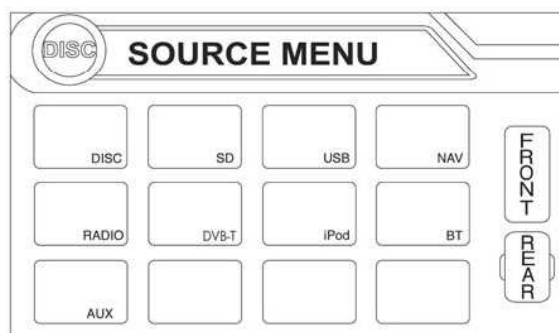 DISC
SOURCE MENU
DISC SD USB NAV
RADIO DVB-T iPod BT
AUX
FRONT
REAR